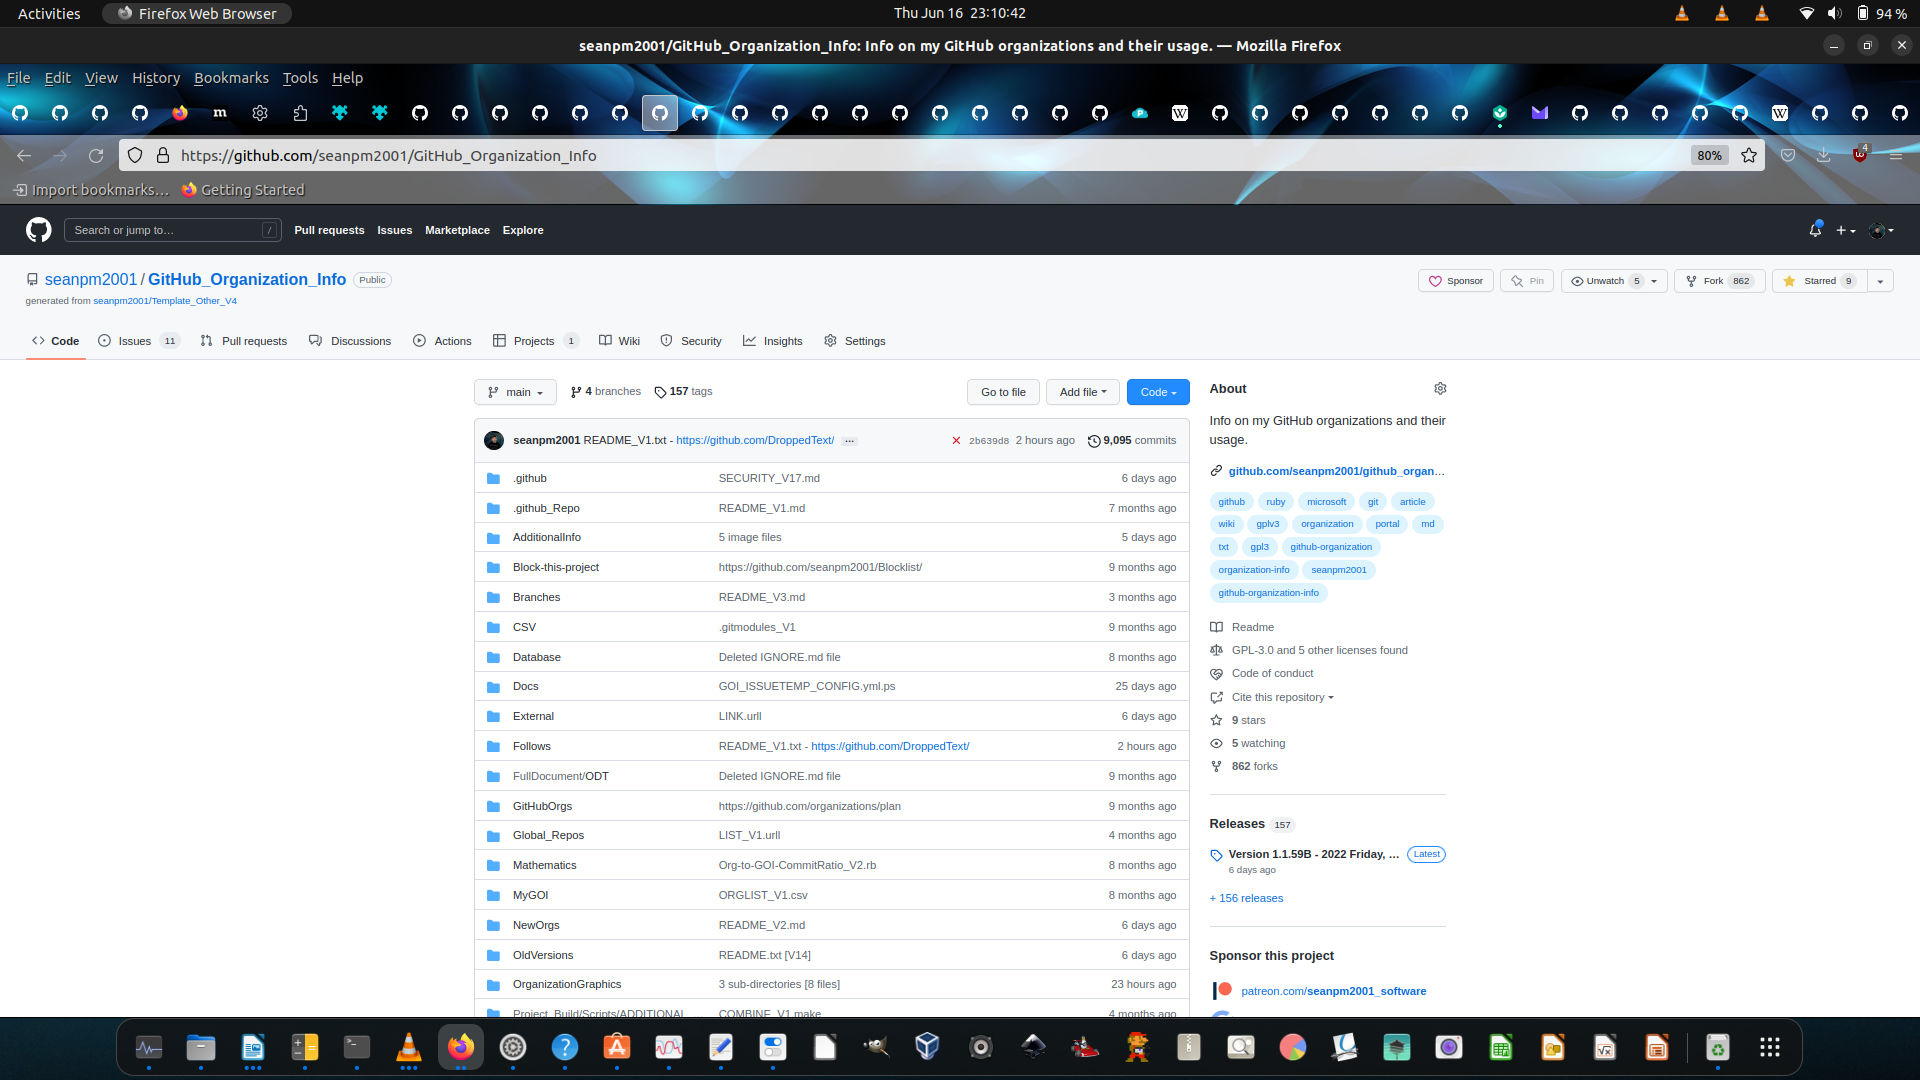 Activities
Firefox Web Browser
Thu Jun 16 23:10:42
94 %
seanpm2001/GitHub_Organization_Info: Info on my GitHub organizations and their usage. — Mozilla Firefox
File Edit View History Bookmarks Tools Help
https://github.com/seanpm2001/GitHub_Organization_Info
80%
4
Import bookmarks… Getting Started
Search or jump to… /
Pull requests Issues Marketplace Explore
seanpm2001 / GitHub_Organization_Info Public
generated from seanpm2001/Template_Other_V4
Sponsor Pin Unwatch 5 Fork 862 Starred 9
Code Issues 11 Pull requests Discussions Actions Projects 1 Wiki Security Insights Settings
main 4 branches 157 tags Go to file Add file Code
seanpm2001 README_V1.txt - https://github.com/DroppedText/ … 2b639d8 2 hours ago 9,095 commits
.github SECURITY_V17.md 6 days ago
.github_Repo README_V1.md 7 months ago
AdditionalInfo 5 image files 5 days ago
Block-this-project https://github.com/seanpm2001/Blocklist/ 9 months ago
Branches README_V3.md 3 months ago
CSV .gitmodules_V1 9 months ago
Database Deleted IGNORE.md file 8 months ago
Docs GOI_ISSUETEMP_CONFIG.yml.ps 25 days ago
External LINK.urll 6 days ago
Follows README_V1.txt - https://github.com/DroppedText/ 2 hours ago
FullDocument/ODT Deleted IGNORE.md file 9 months ago
GitHubOrgs https://github.com/organizations/plan 9 months ago
Global_Repos LIST_V1.urll 4 months ago
Mathematics Org-to-GOI-CommitRatio_V2.rb 8 months ago
MyGOI ORGLIST_V1.csv 8 months ago
NewOrgs README_V2.md 6 days ago
OldVersions README.txt [V14] 6 days ago
OrganizationGraphics 3 sub-directories [8 files] 23 hours ago
Project_Build/Scripts/ADDITIONAL COMBINE_V1.make 4 months ago
About
Info on my GitHub organizations and their
usage.
github.com/seanpm2001/github_organ…
github ruby microsoft git article
wiki gplv3 organization portal md
txt gpl3 github-organization
organization-info seanpm2001
github-organization-info
Readme
GPL-3.0 and 5 other licenses found
Code of conduct
Cite this repository
9 stars
5 watching
862 forks
Releases 157
Version 1.1.59B - 2022 Friday, … Latest
6 days ago
+ 156 releases
Sponsor this project
patreon.com/seanpm2001_software